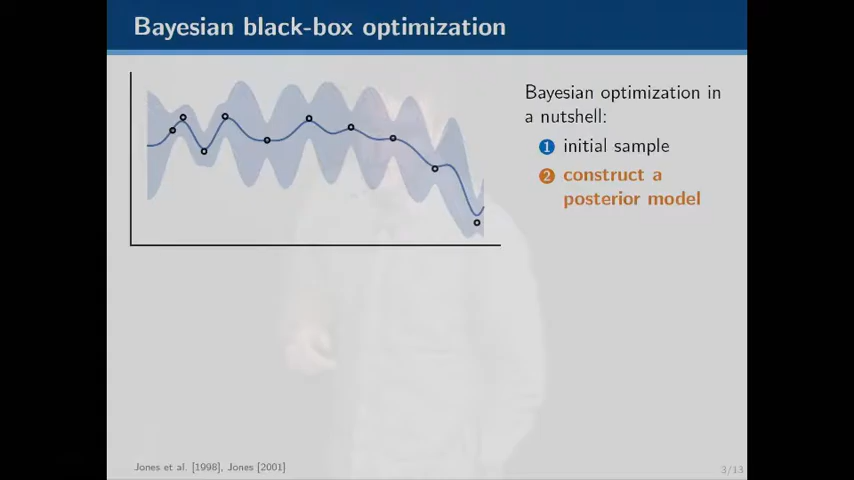 Bayesian black-box optimization
Bayesian optimization in
a nutshell:
1 initial sample
2 construct a
posterior model
Jones et al. [1998], Jones [2001]
3/13